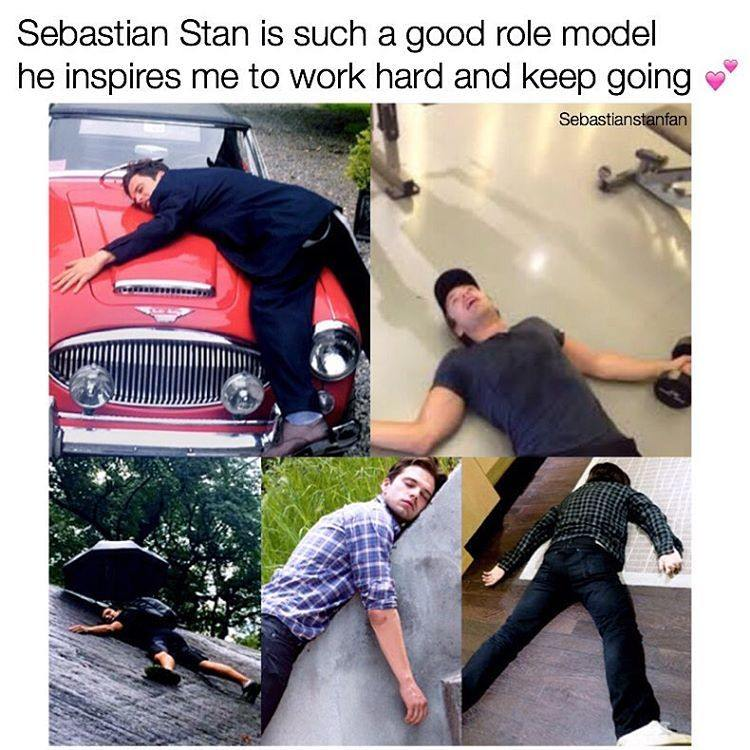 Sebastian Stan is such a good role model
he inspires me to work hard and keep going 💕
Sebastianstanfan